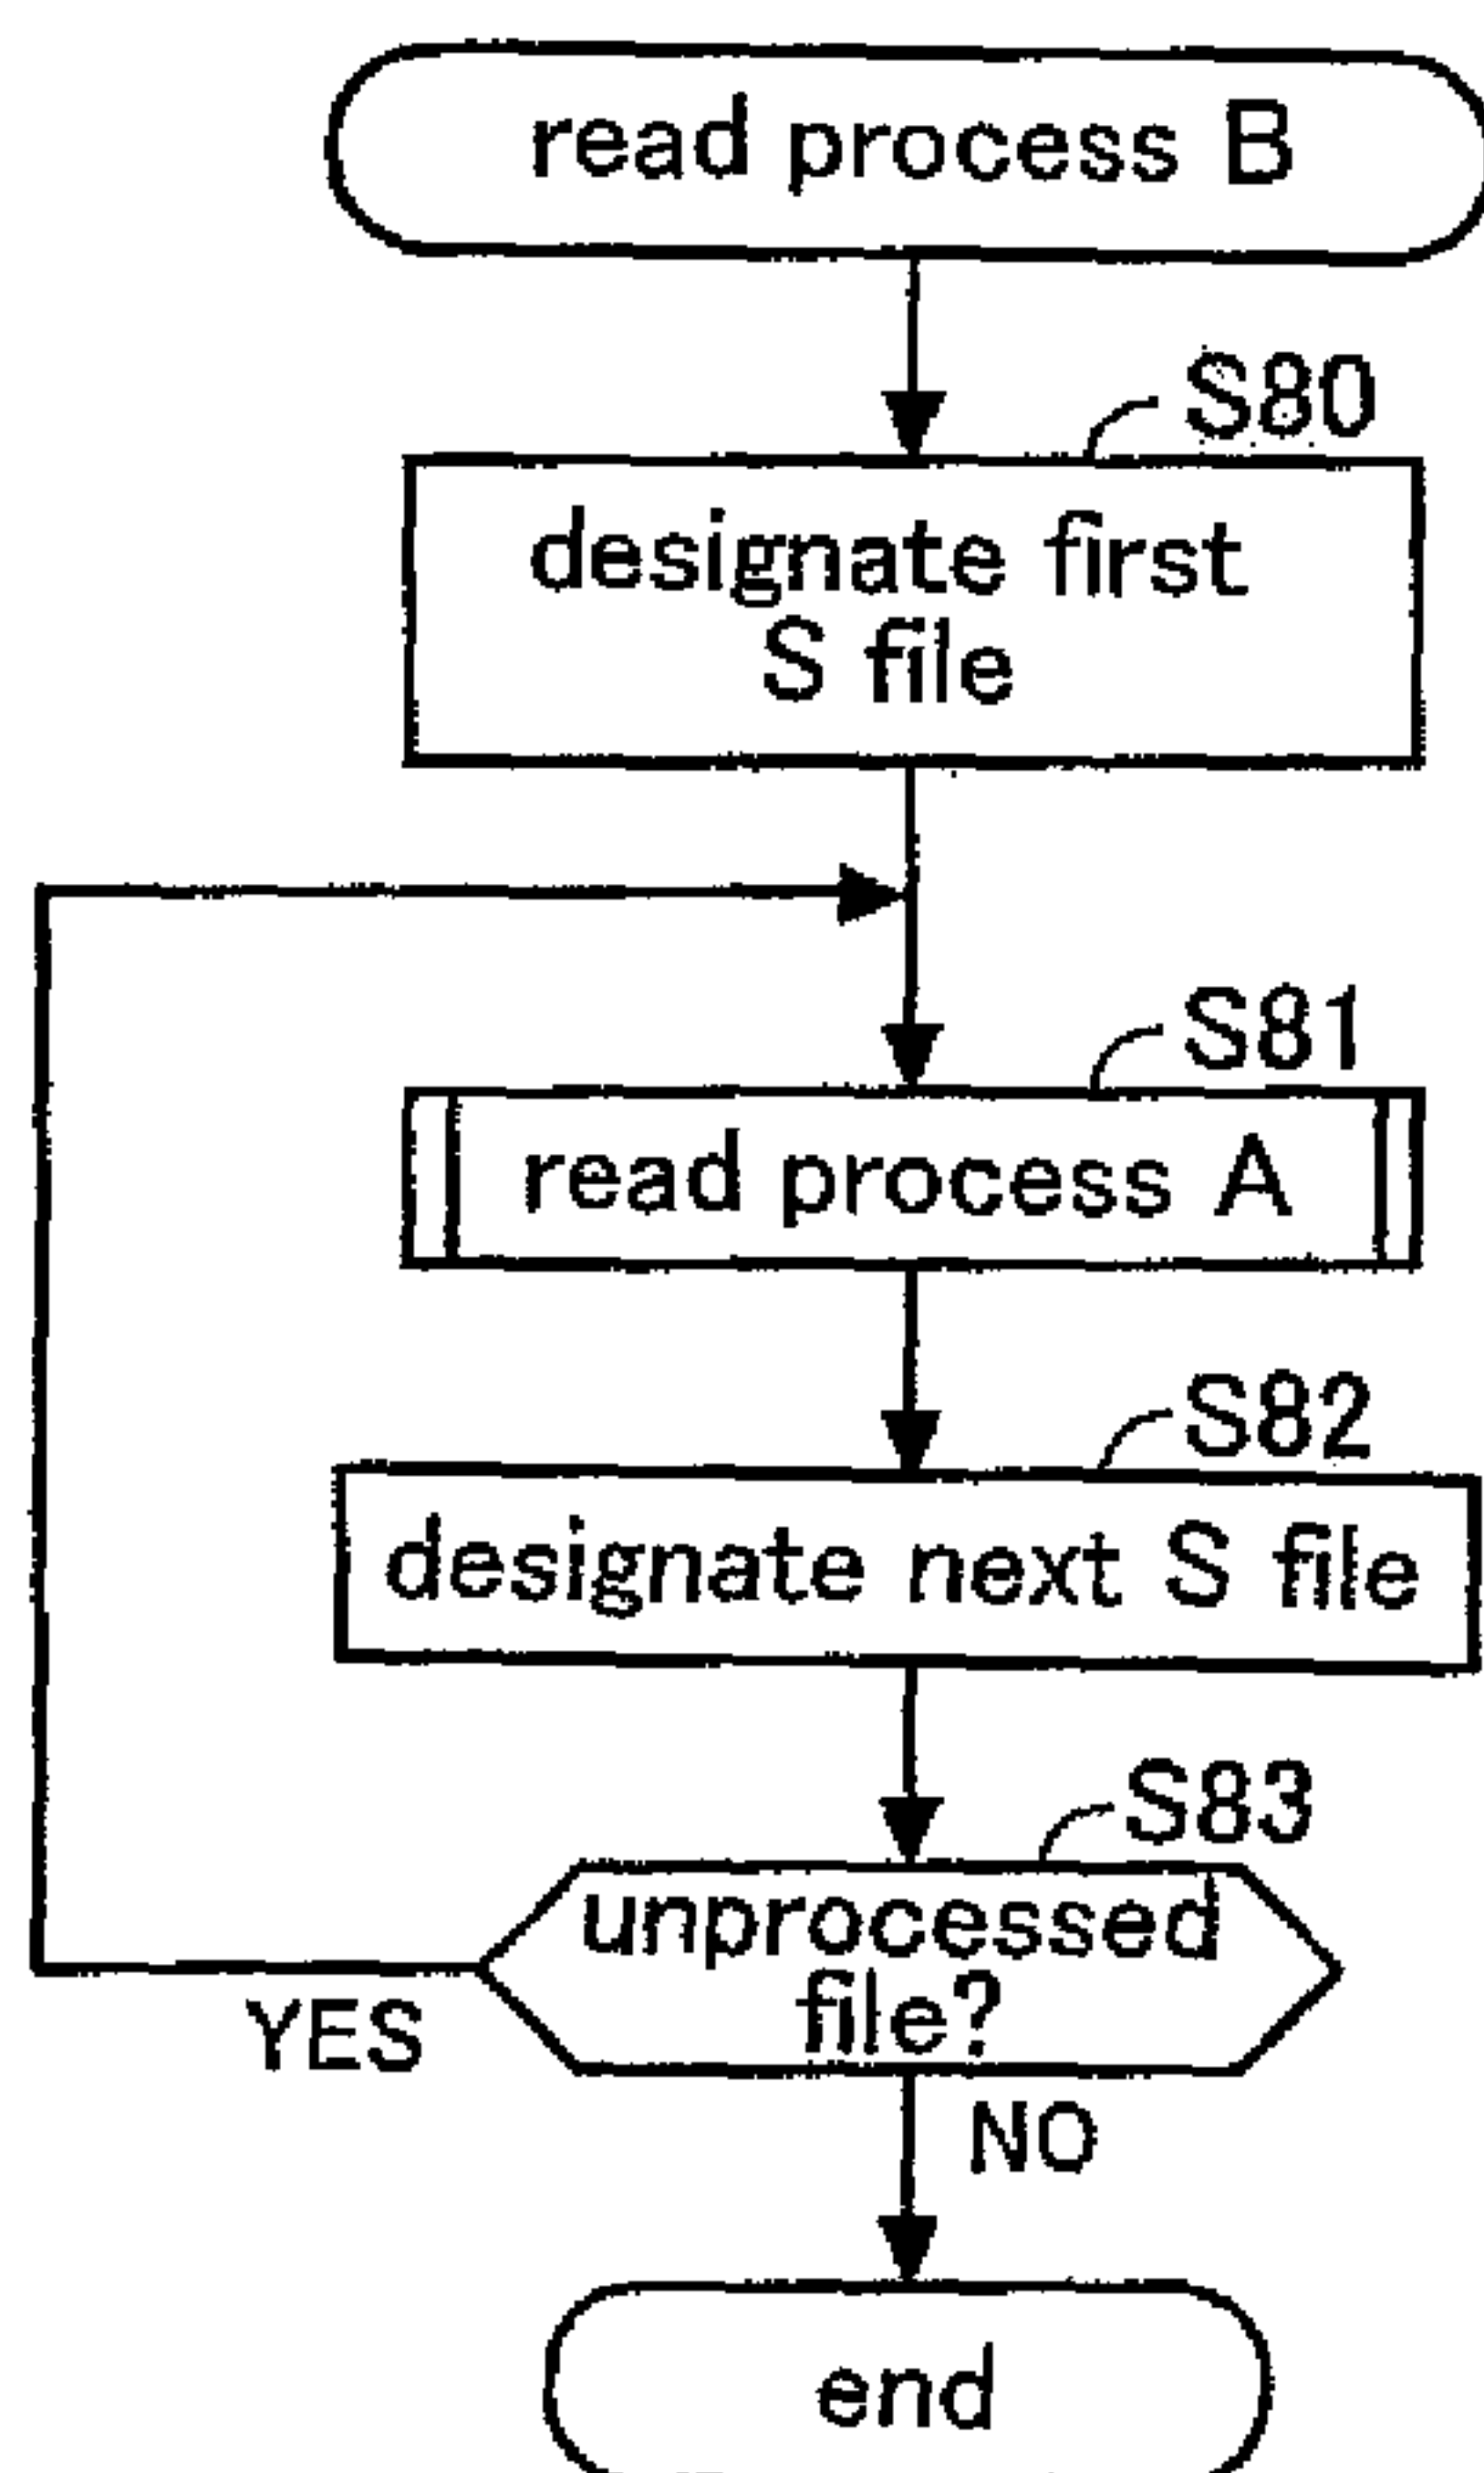 read process B
S80
designate first
S file
S81
read process A
S82
designate next S file
S83
unprocessed
file?
YES
NO
end